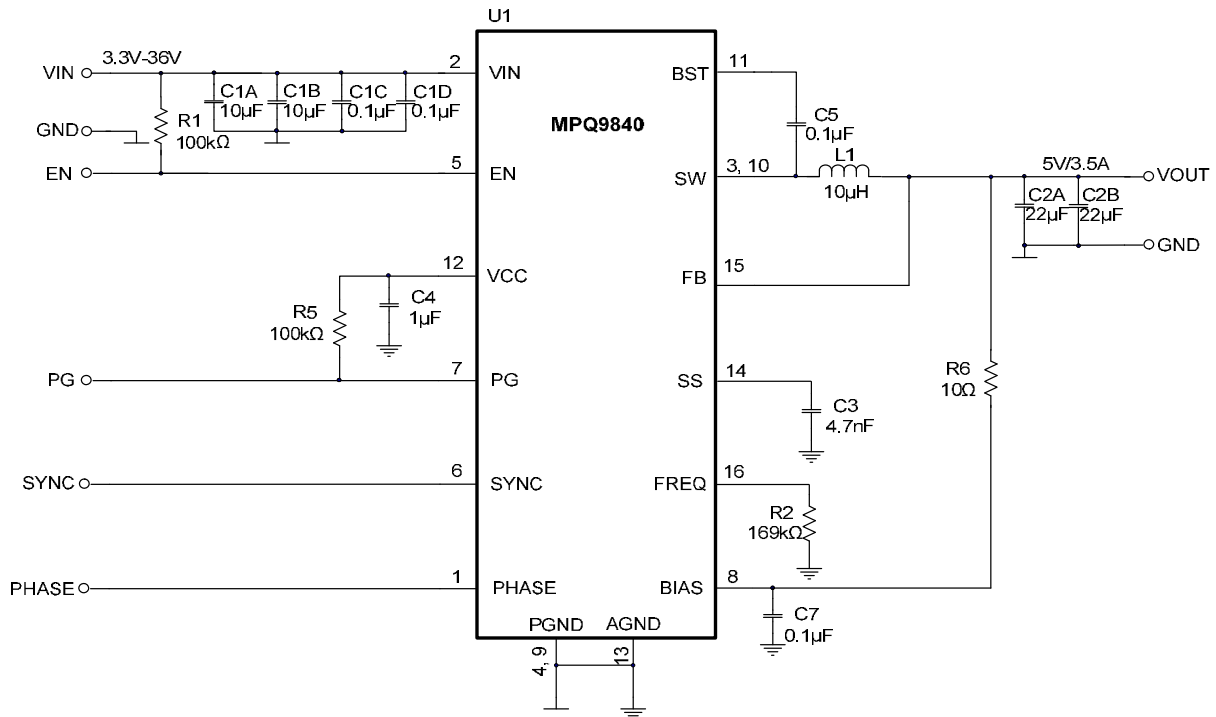 U1
MPQ9840
VIN
3.3V-36V
2
VIN
C1A
10µF
C1B
10µF
C1C
0.1µF
C1D
0.1µF
GND
R1
100kΩ
EN
5
EN
12
VCC
R5
100kΩ
C4
1µF
PG
7
PG
SYNC
6
SYNC
PHASE
1
PHASE
PGND
AGND
4, 9
13
BST
11
C5
0.1µF
SW
3, 10
L1
10µH
5V/3.5A
VOUT
C2A
22µF
C2B
22µF
GND
FB
15
SS
14
C3
4.7nF
R6
10Ω
FREQ
16
R2
169kΩ
BIAS
8
C7
0.1µF